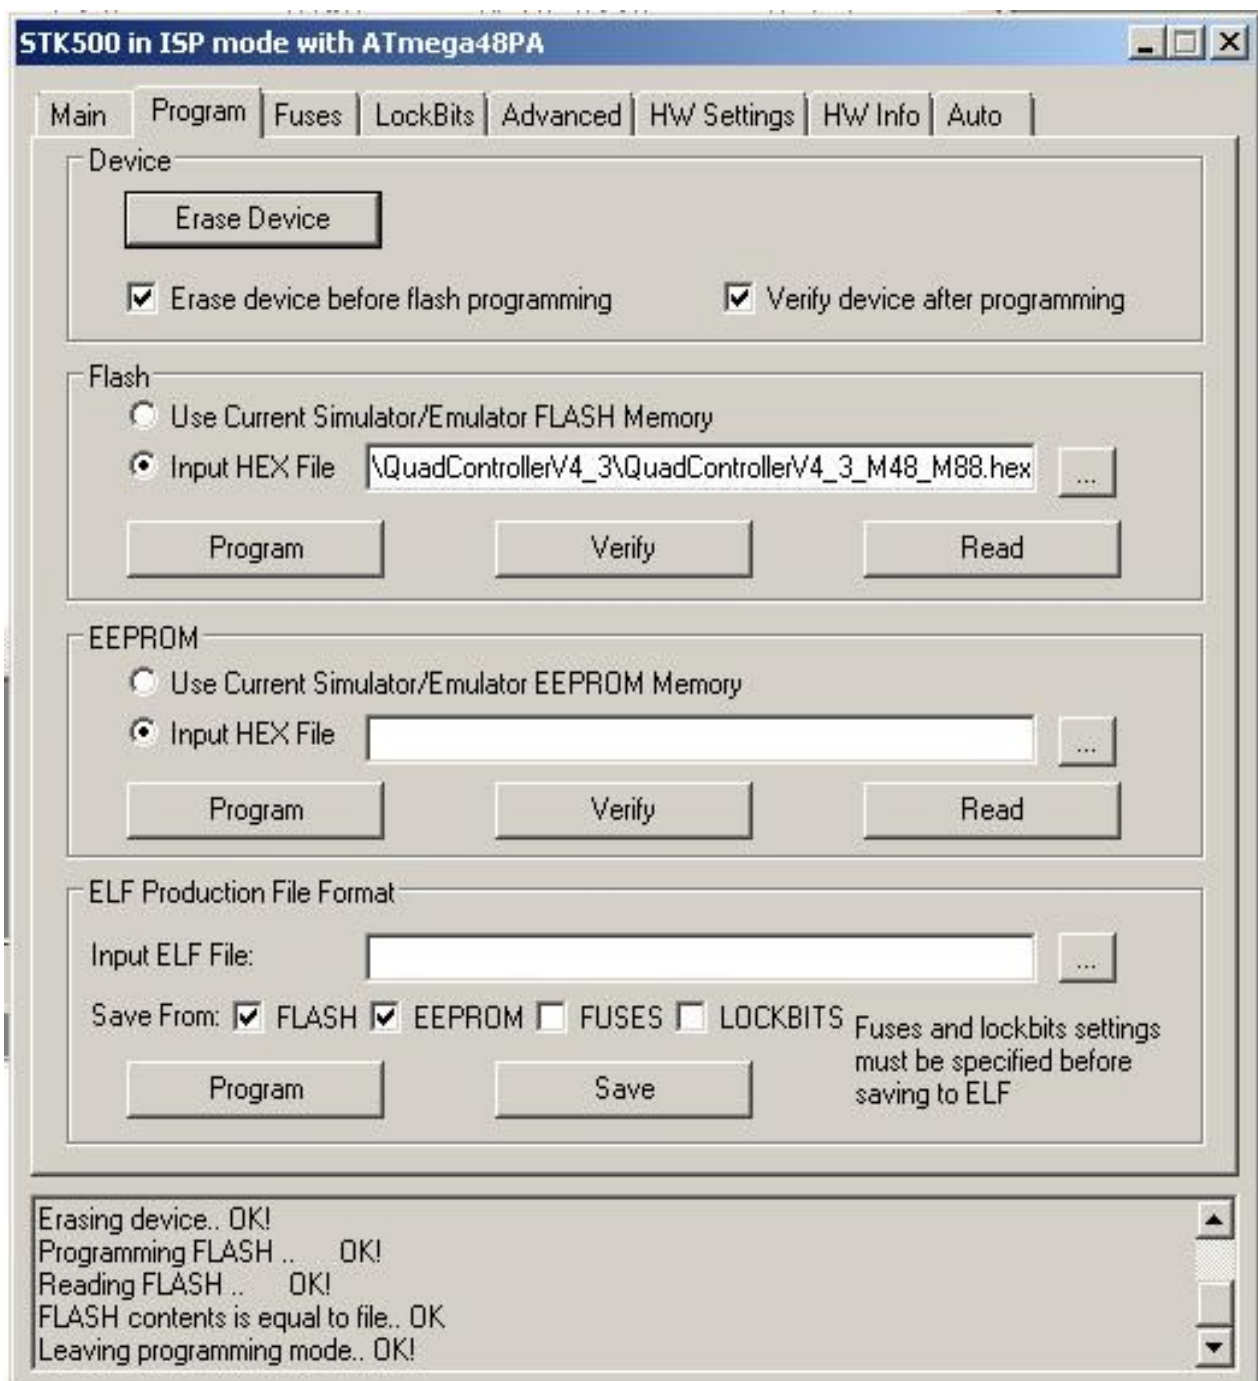 STK500 in ISP mode with ATmega48PA
Main Program Fuses LockBits Advanced HW Settings HW Info Auto
Device
Erase Device
Erase device before flash programming Verify device after programming
Flash
Use Current Simulator/Emulator FLASH Memory
Input HEX File \QuadControllerV4_3\QuadControllerV4_3_M48_M88.hex ...
Program Verify Read
EEPROM
Use Current Simulator/Emulator EEPROM Memory
Input HEX File ...
Program Verify Read
ELF Production File Format
Input ELF File: ...
Save From: FLASH EEPROM FUSES LOCKBITS
Fuses and lockbits settings
must be specified before
saving to ELF
Program Save
Erasing device.. OK!
Programming FLASH .. OK!
Reading FLASH .. OK!
FLASH contents is equal to file.. OK
Leaving programming mode.. OK!